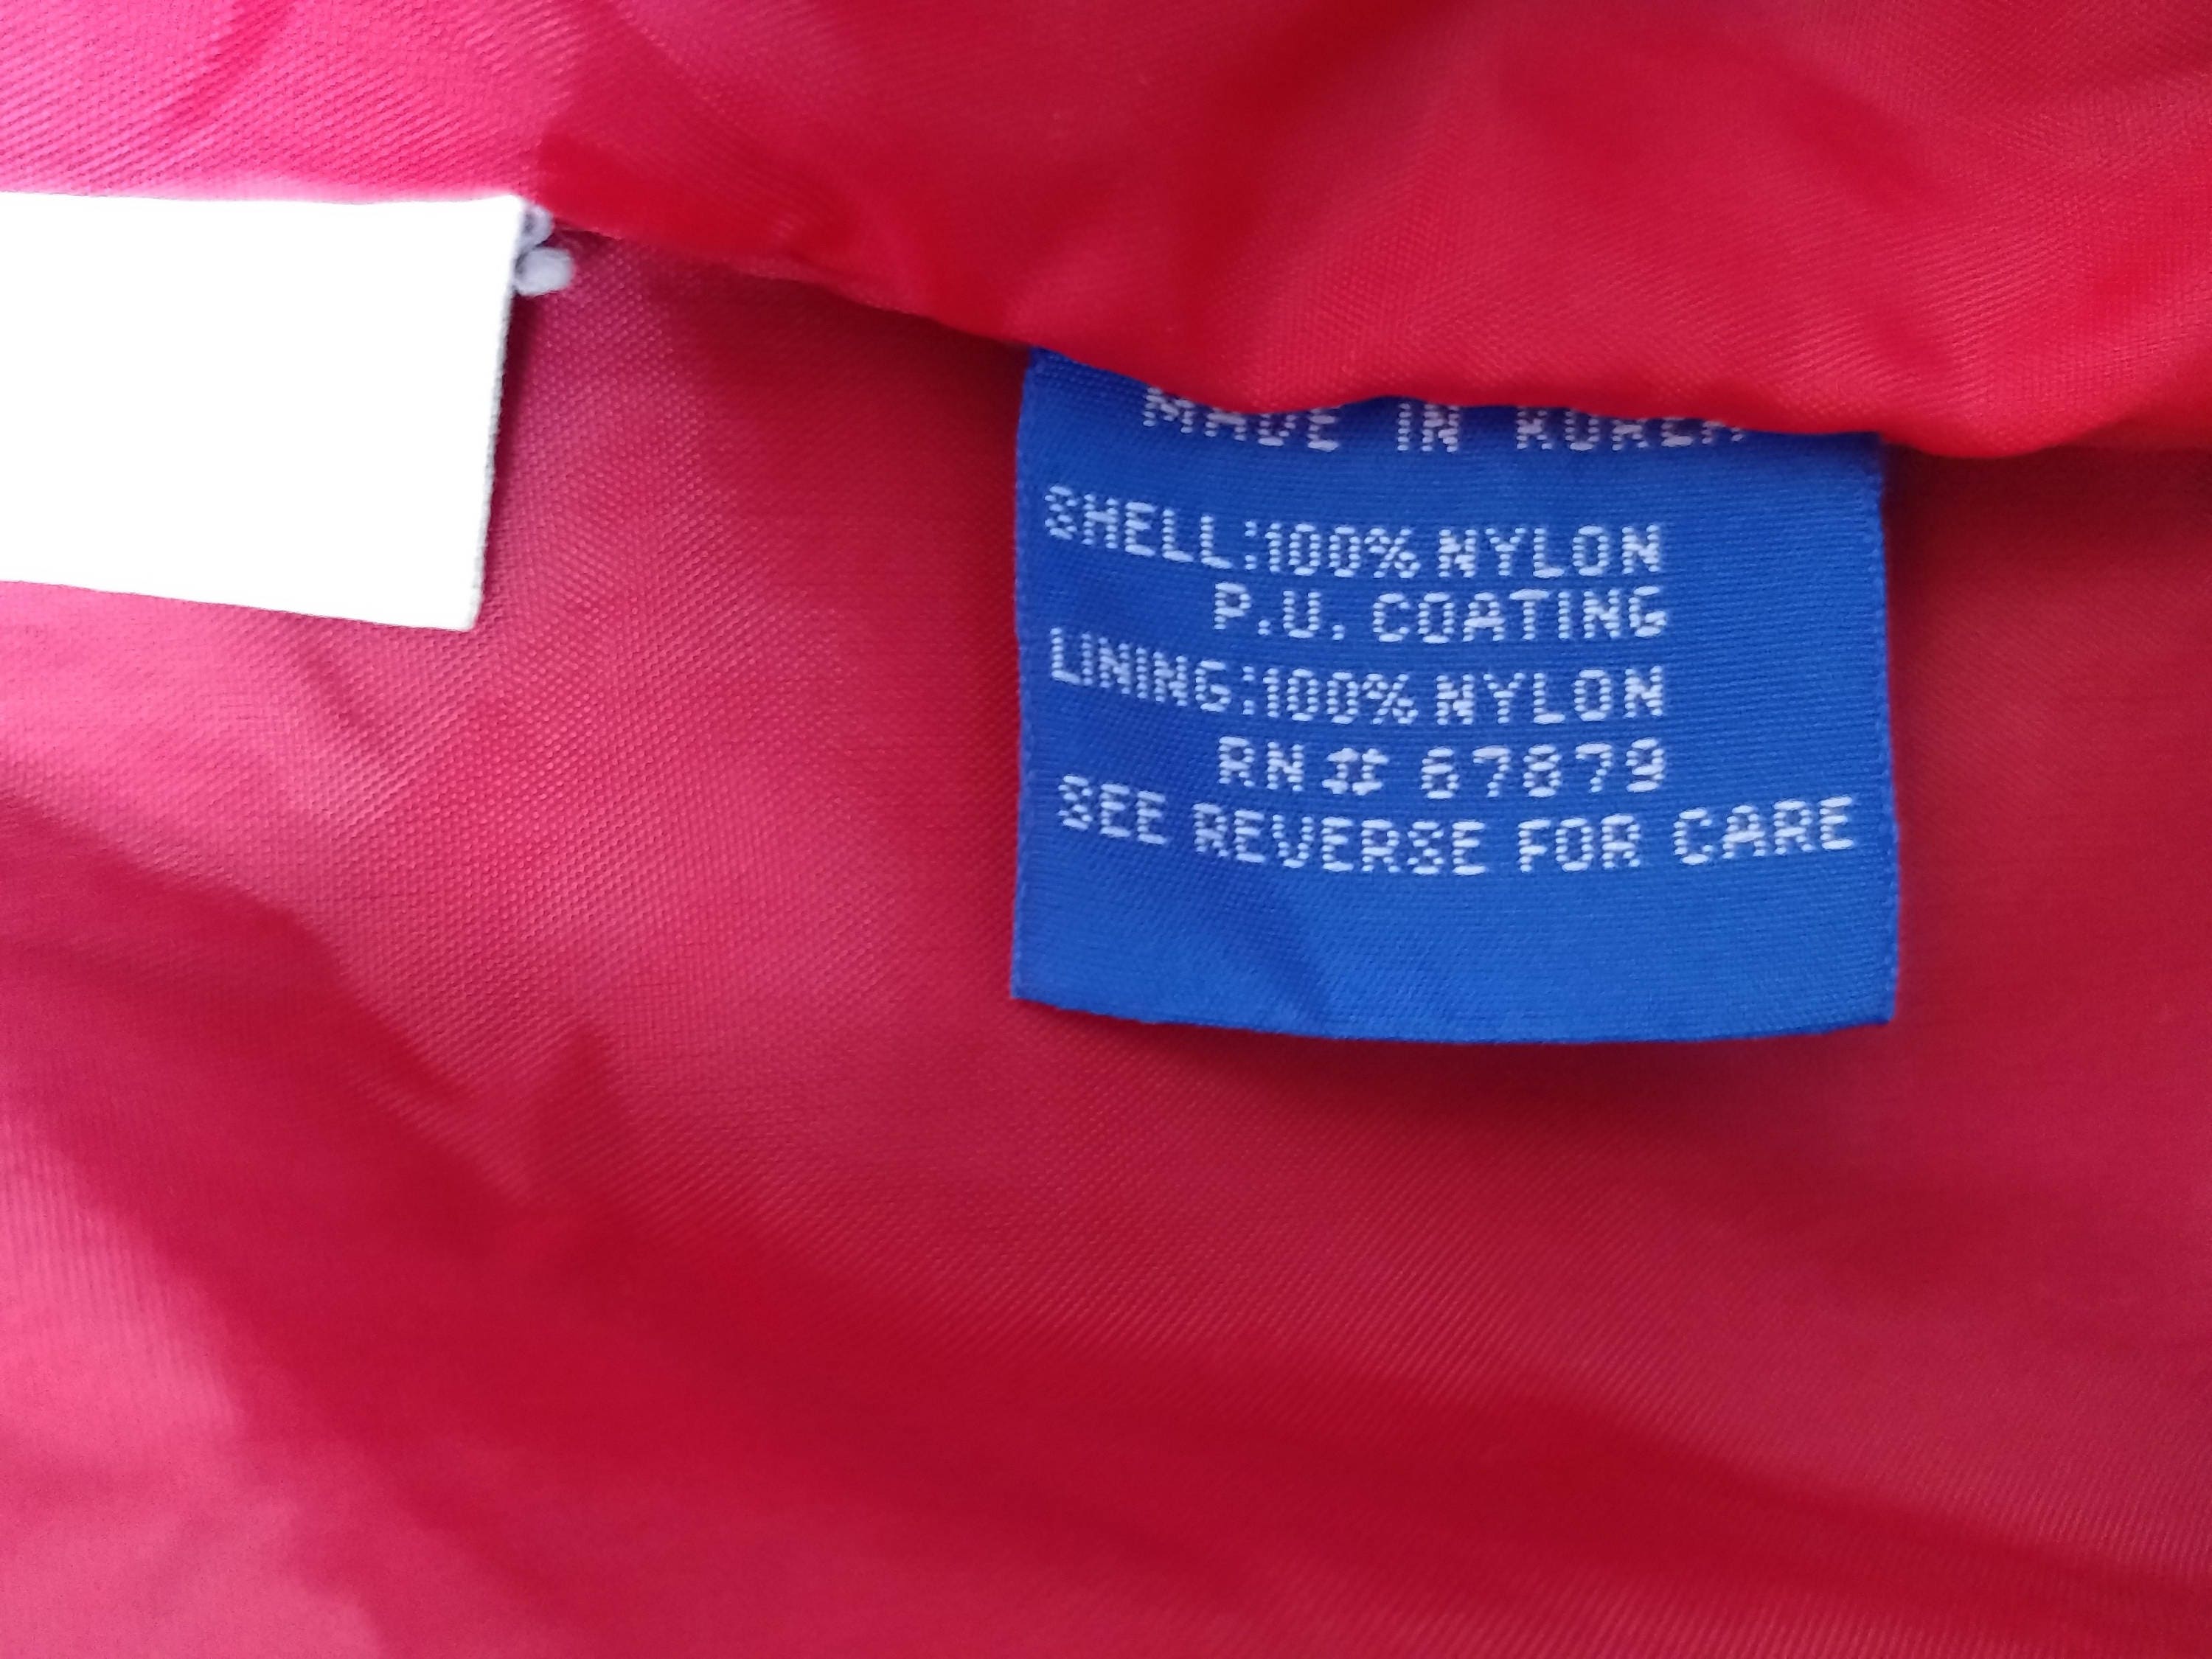 MADE IN KOREA
SHELL:100% NYLON
P.U. COATING
LINING:100% NYLON
RN# 67879
SEE REVERSE FOR CARE